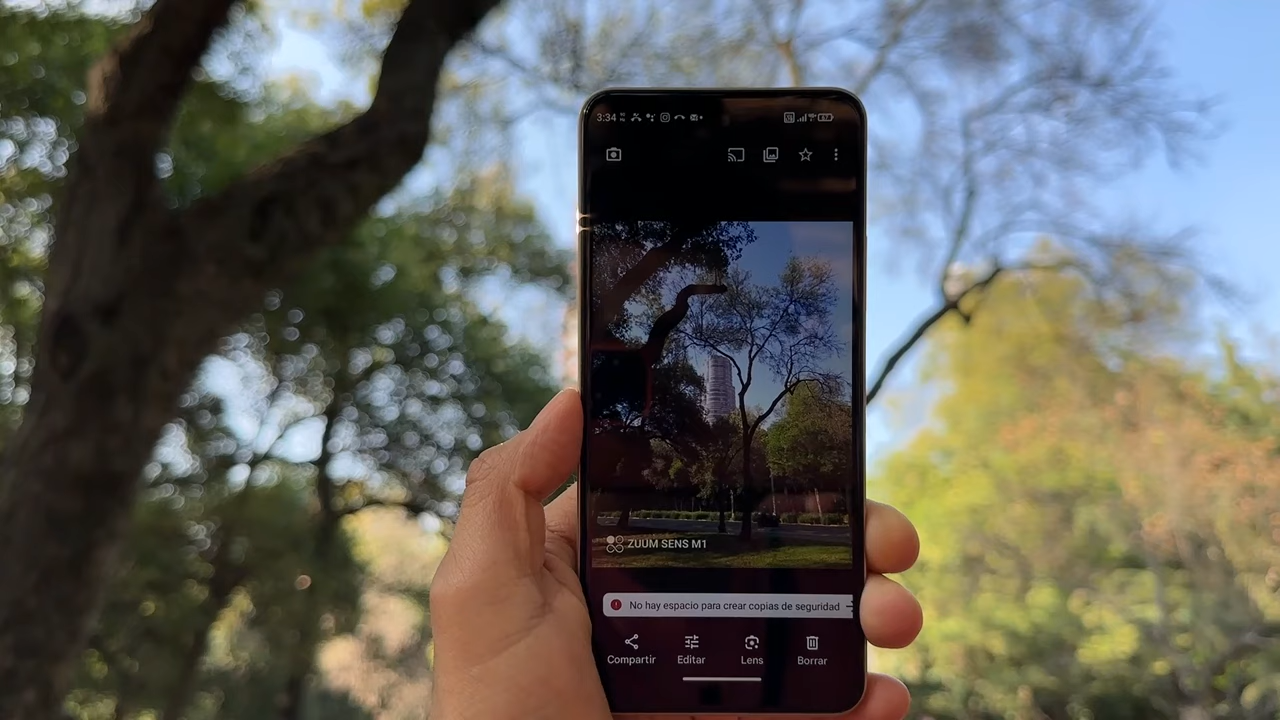 3:34
ZUUM SENS M1
No hay espacio para crear copias de seguridad
Compartir Editar Lens Borrar